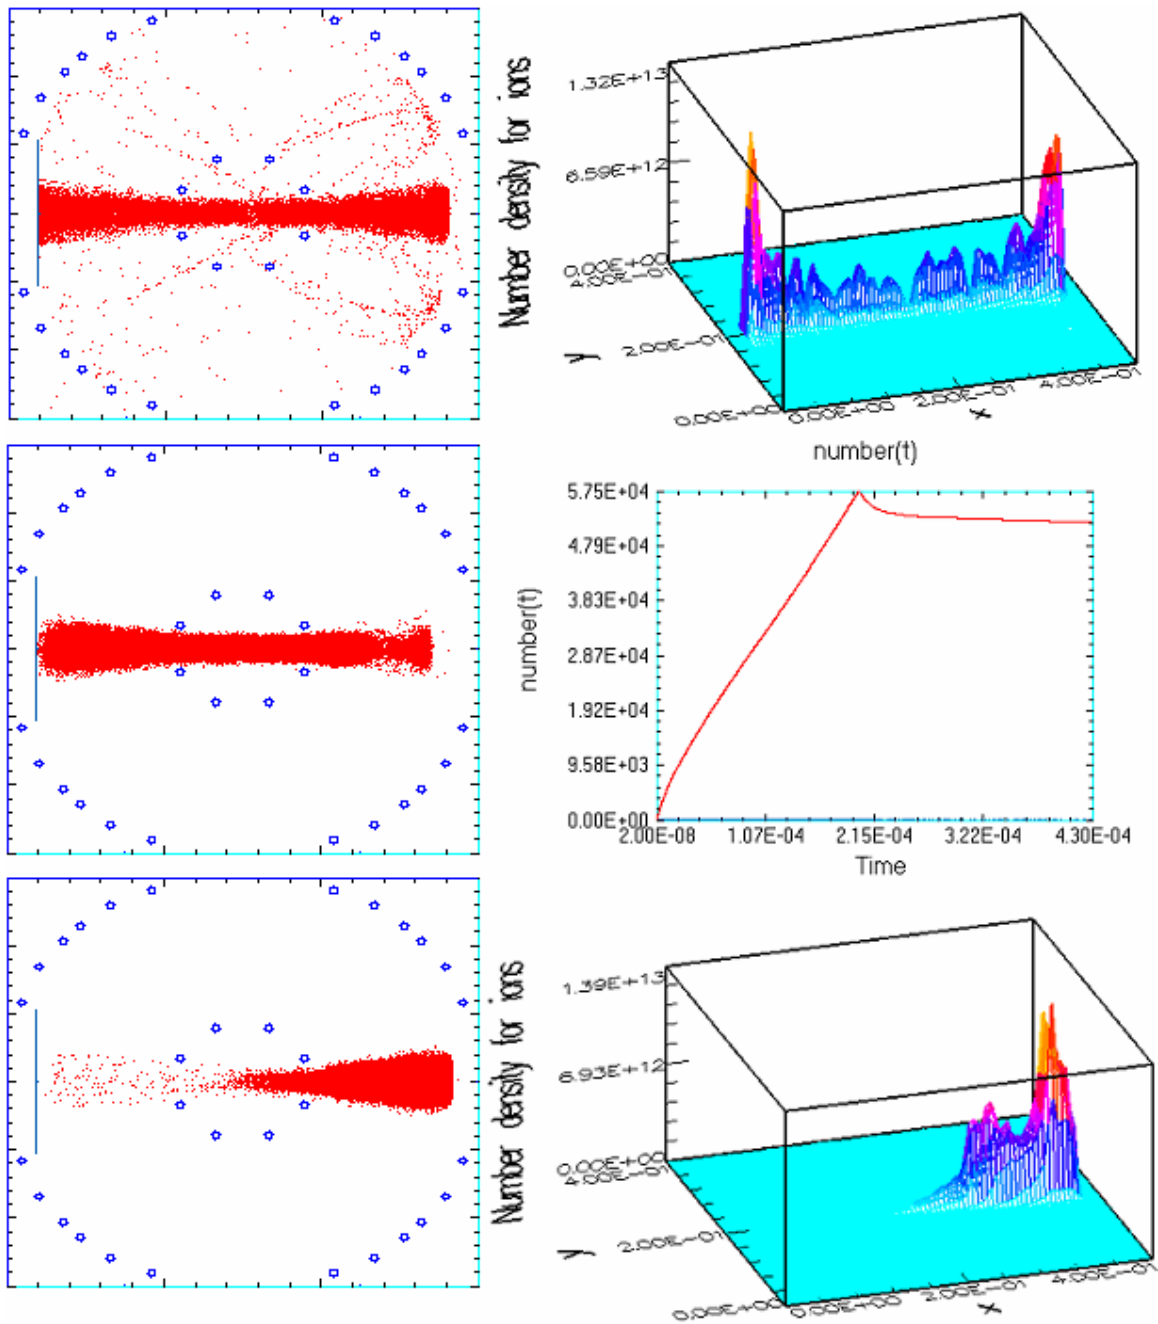 Number density for ions
1.32E+13
6.59E+12
0.00E+00
4.00E-01
y
2.00E-01
0.00E+00
0.00E+00
2.00E-01
4.00E-01
x
number(t)
5.75E+04
4.79E+04
3.83E+04
2.87E+04
1.92E+04
9.58E+03
0.00E+00
number(t)
2.00E-08
1.07E-04
2.15E-04
3.22E-04
4.30E-04
Time
Number density for ions
1.39E+13
6.93E+12
0.00E+00
4.00E-01
y
2.00E-01
0.00E+00
0.00E+00
2.00E-01
4.00E-01
x